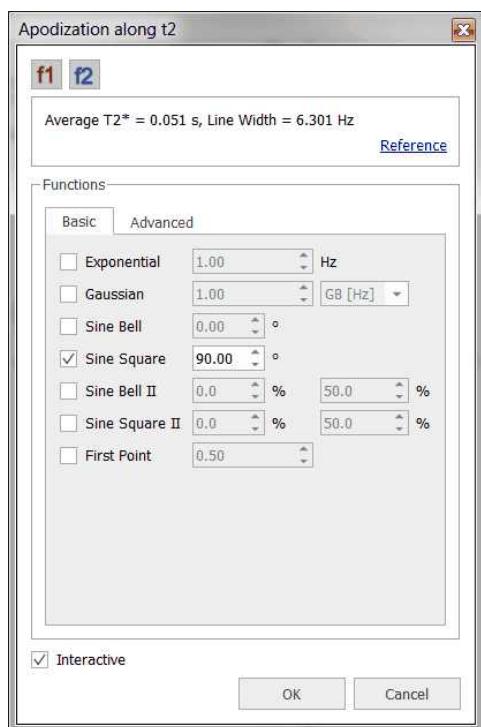 Apodization along t2
f1 f2
Average T2* = 0.051 s, Line Width = 6.301 Hz
Reference
Functions
Basic Advanced
Exponential 1.00 Hz
Gaussian 1.00 GB [Hz]
Sine Bell 0.00 °
Sine Square 90.00 °
Sine Bell II 0.0 % 50.0 %
Sine Square II 0.0 % 50.0 %
First Point 0.50
Interactive
OK Cancel